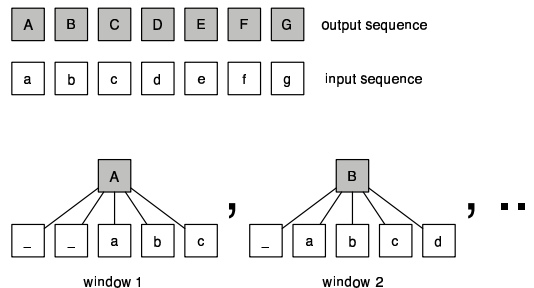 A B C D E F G output sequence
a b c d e f g input sequence
A , B , ..
_ _ a b c _ a b c d
window 1 window 2